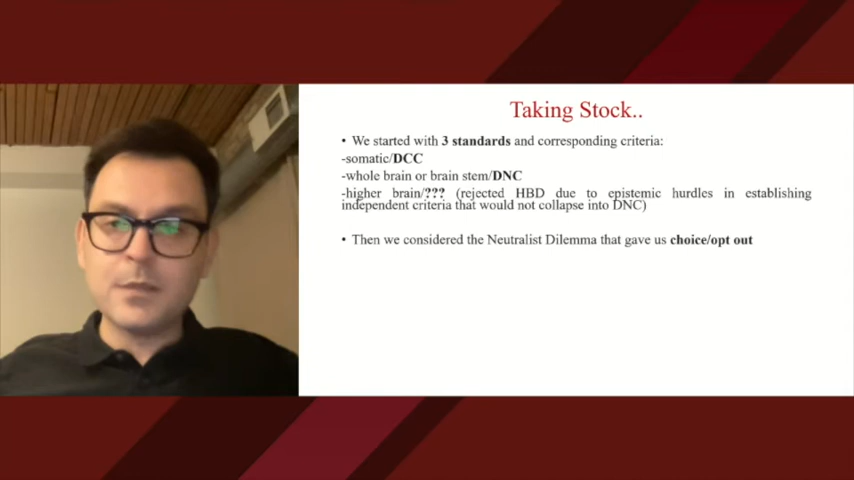 Taking Stock..
• We started with 3 standards and corresponding criteria:
-somatic/DCC
-whole brain or brain stem/DNC
-higher brain/??? (rejected HBD due to epistemic hurdles in establishing
independent criteria that would not collapse into DNC)
• Then we considered the Neutralist Dilemma that gave us choice/opt out